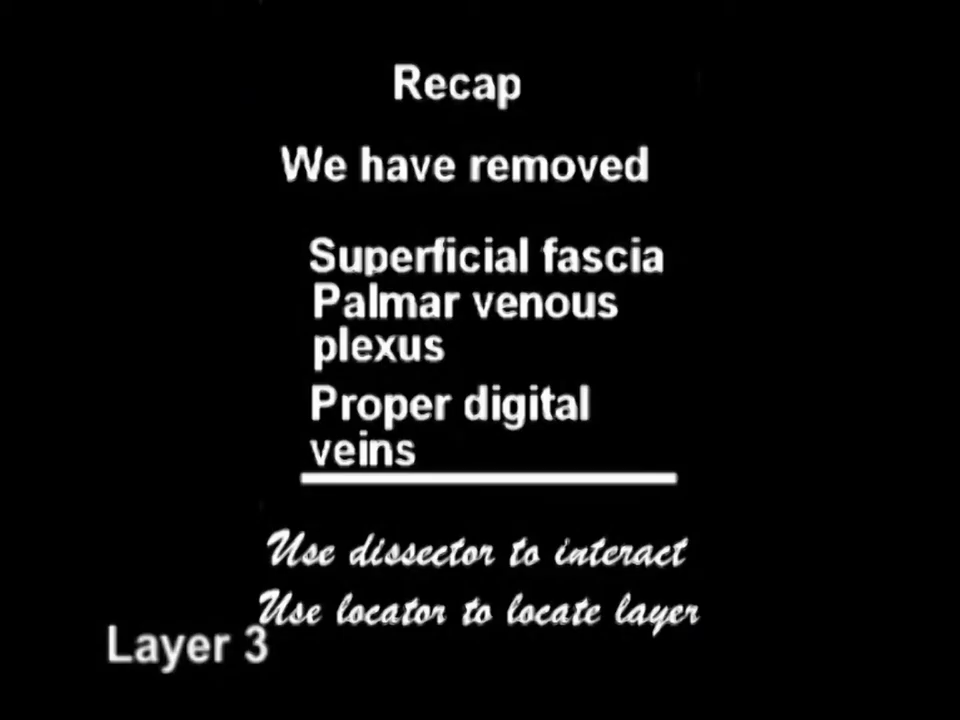 Recap
We have removed
Superficial fascia
Palmar venous
plexus
Proper digital
veins
Use dissector to interact
Use locator to locate layer
Layer 3